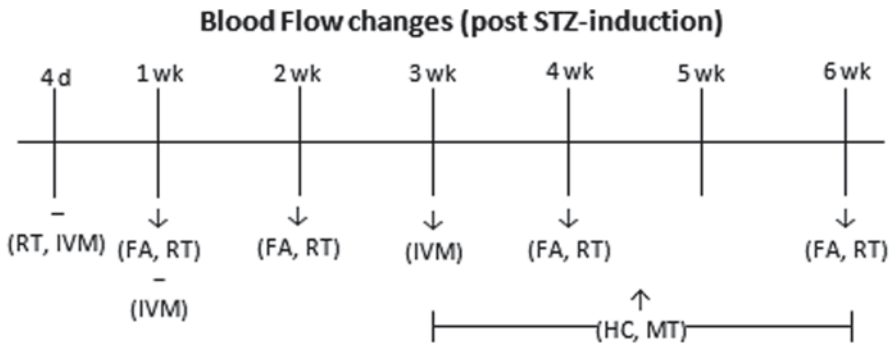 Blood Flow changes (post STZ-induction)
4 d 1 wk 2 wk 3 wk 4 wk 5 wk 6 wk
– ↓ ↓ ↓ ↓ ↓
(RT, IVM) (FA, RT) (FA, RT) (IVM) (FA, RT) (FA, RT)
–
(IVM)
↑
(HC, MT)